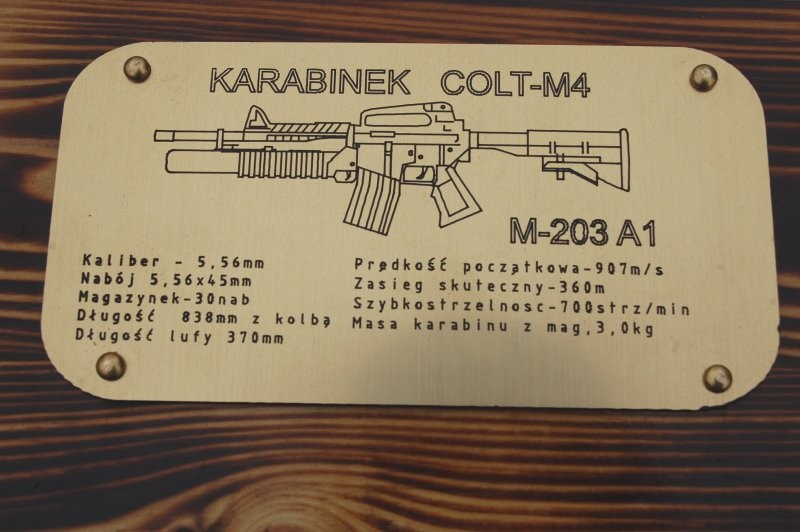 KARABINEK COLT-M4
M-203 A1
Kaliber - 5,56mm
Nabój 5,56x45mm
Magazynek-30nab
Długość 838mm z kolbą
Długość lufy 370mm
Prędkość początkowa-907m/s
Zasieg skuteczny-360m
Szybkostrzelnosc-700strz/min
Masa karabinu z mag,3,0kg